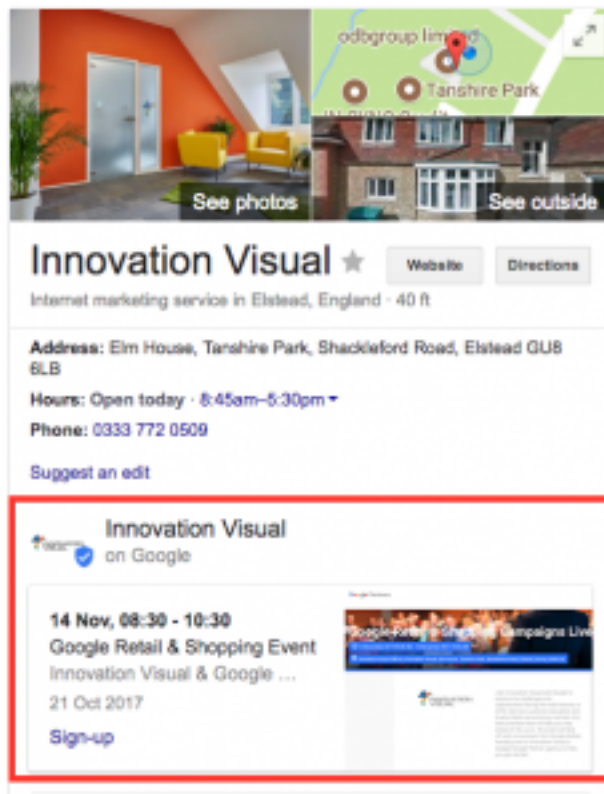 odbgroup limited
Tanshire Park
See photos
See outside
Innovation Visual
Website
Directions
Internet marketing service in Elstead, England · 40 ft
Address: Elm House, Tanshire Park, Shackleford Road, Elstead GU8
6LB
Hours: Open today · 8:45am–5:30pm
Phone: 0333 772 0509
Suggest an edit
Innovation Visual
on Google
14 Nov, 08:30 - 10:30
Google Retail & Shopping Event
Innovation Visual & Google ...
21 Oct 2017
Sign-up
Campaigns Live